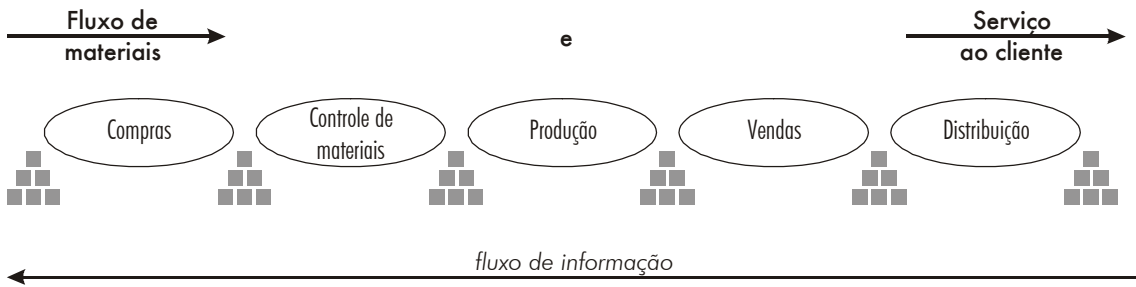 Fluxo de
materiais
e
Serviço
ao cliente
Compras
Controle de
materiais
Produção
Vendas
Distribuição
fluxo de informação